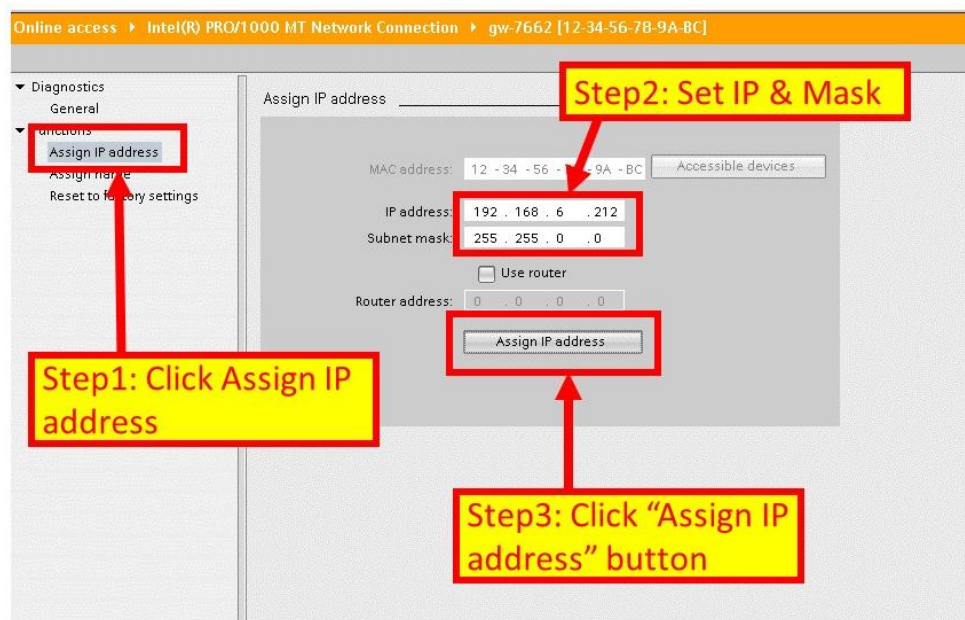 Online access ▸ Intel(R) PRO/1000 MT Network Connection ▸ gw-7662 [12-34-56-78-9A-BC]
Diagnostics
General
Assign IP address
Assign name
Reset to factory settings
Assign IP address
Step2: Set IP & Mask
MAC address: 12 -34 -56 - -9A -BC Accessible devices
IP address: 192 . 168 . 6 . 212
Subnet mask: 255 . 255 . 0 . 0
Use router
Router address: 0 . 0 . 0 . 0
Assign IP address
Step1: Click Assign IP
address
Step3: Click “Assign IP
address” button